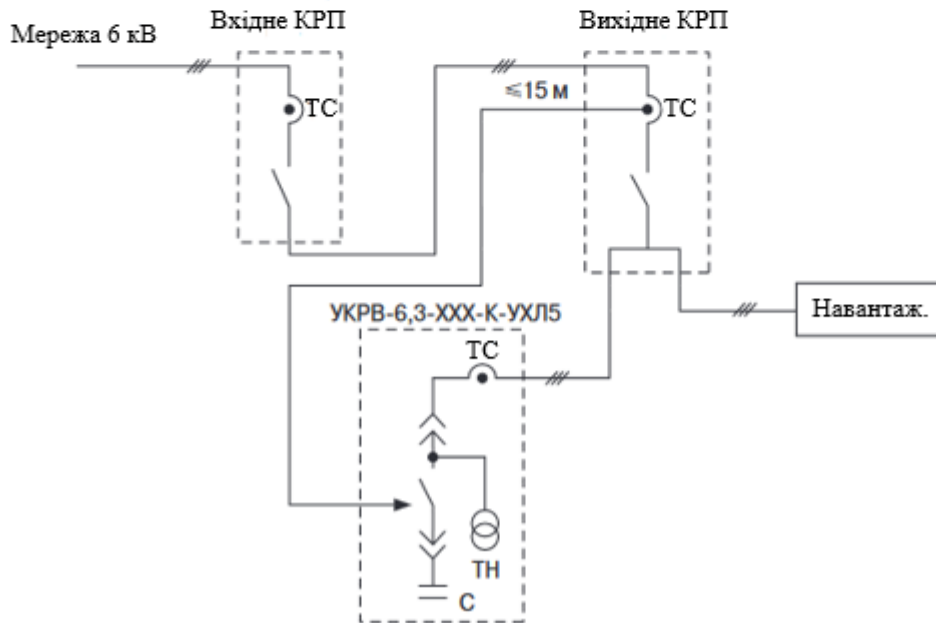 Вхідне КРП
Вихідне КРП
Мережа 6 кВ
ТС
≤15 м
ТС
УКРВ-6,3-ХХХ-К-УХЛ5
Навантаж.
ТС
ТН
С